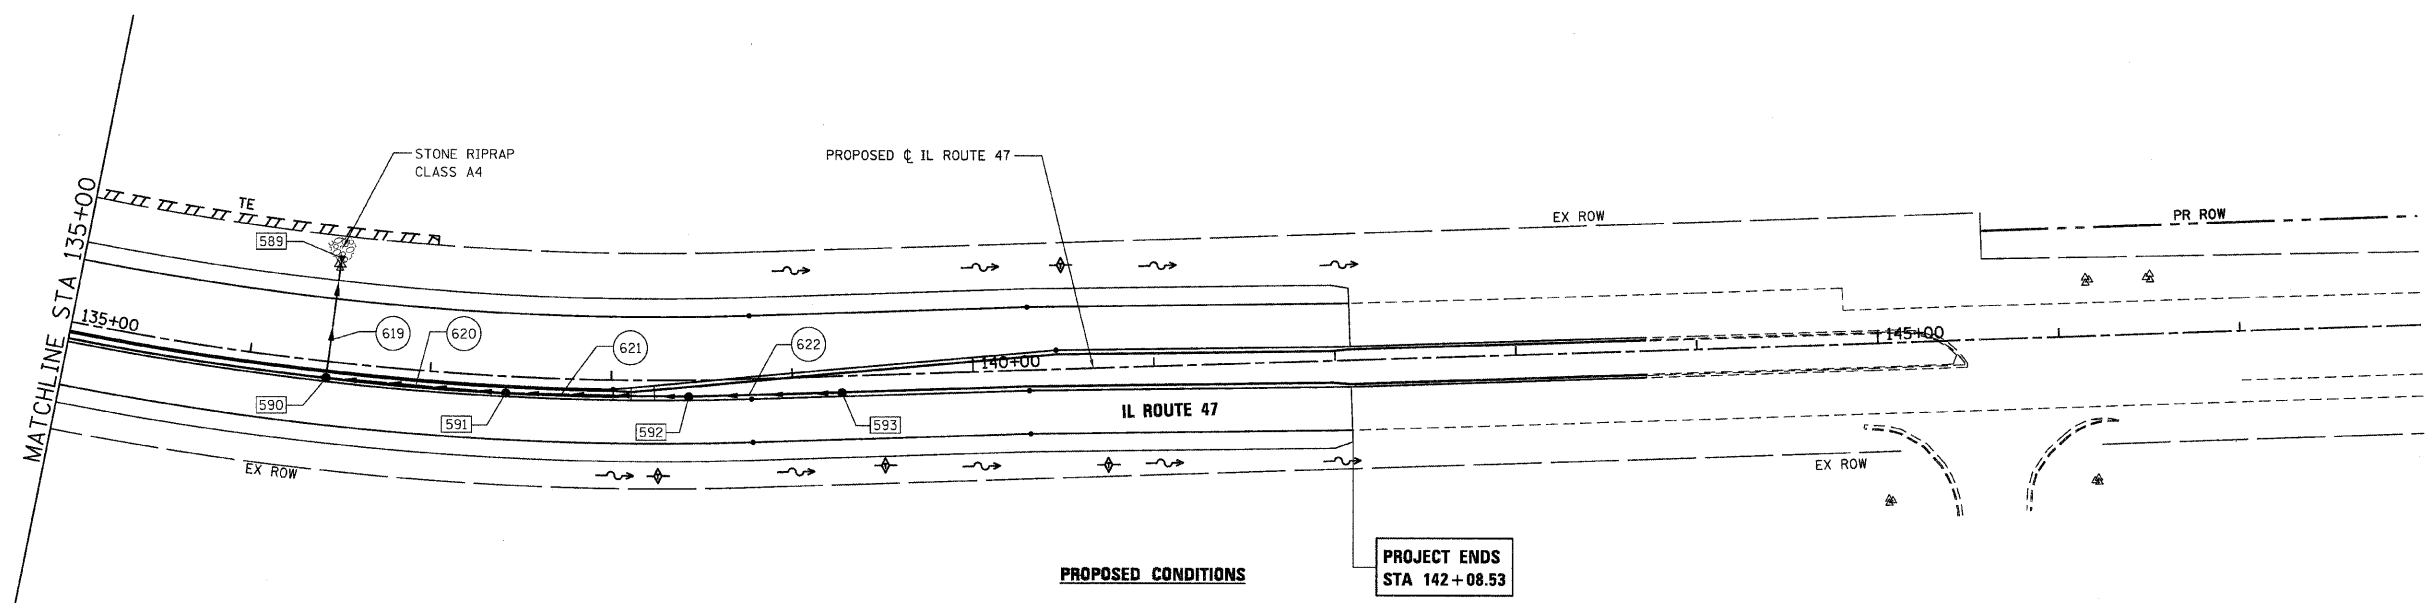 STONE RIPRAP
CLASS A4
PROPOSED ℄ IL ROUTE 47
MATCHLINE STA 135+00
TE
589
EX ROW
PR ROW
135+00
619
620
621
622
140+00
145+00
590
591
592
593
IL ROUTE 47
EX ROW
EX ROW
PROPOSED CONDITIONS
PROJECT ENDS
STA 142+08.53